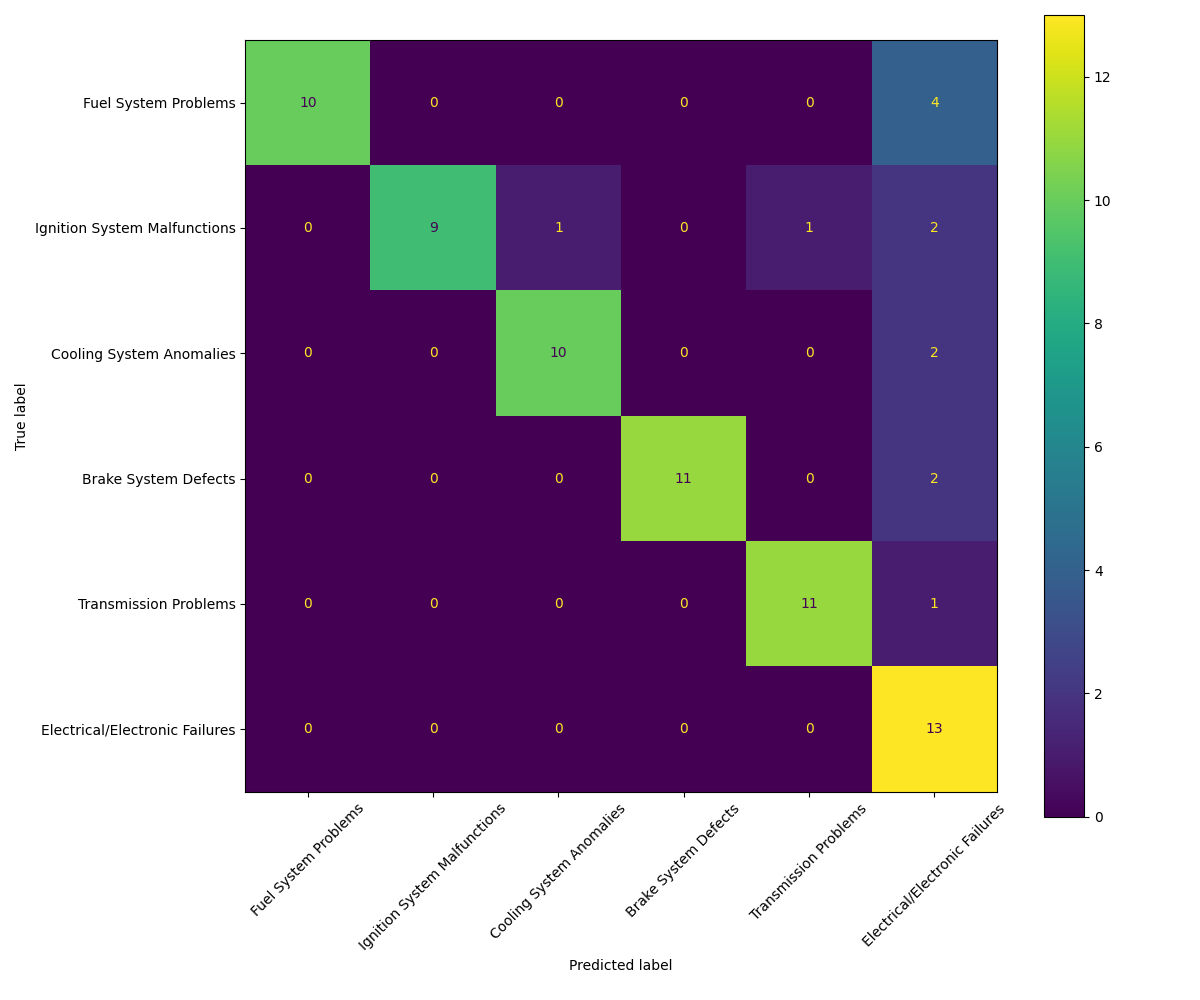 Fuel System Problems 10 0 0 0 0 4
Ignition System Malfunctions 0 9 1 0 1 2
Cooling System Anomalies 0 0 10 0 0 2
Brake System Defects 0 0 0 11 0 2
Transmission Problems 0 0 0 0 11 1
Electrical/Electronic Failures 0 0 0 0 0 13
True label
Fuel System Problems
Ignition System Malfunctions
Cooling System Anomalies
Brake System Defects
Transmission Problems
Electrical/Electronic Failures
Predicted label
12
10
8
6
4
2
0